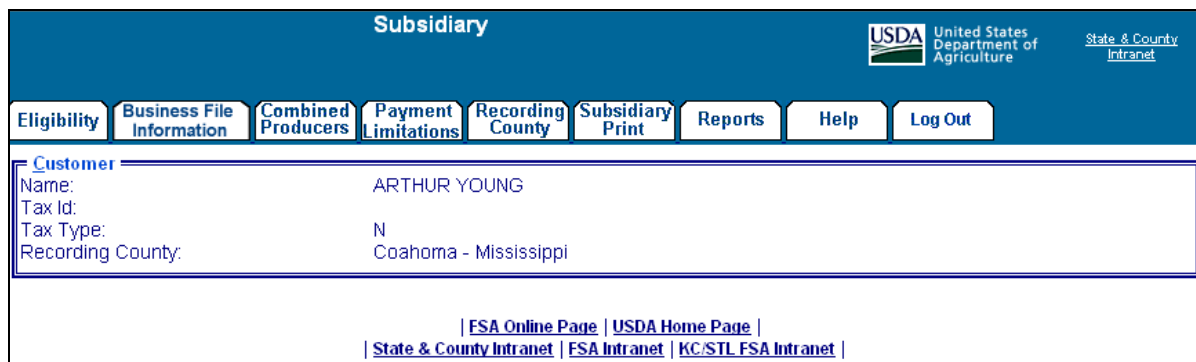 Subsidiary
USDA United States Department of Agriculture
State & County Intranet
Eligibility
Business File Information
Combined Producers
Payment Limitations
Recording County
Subsidiary Print
Reports
Help
Log Out
Customer
Name: ARTHUR YOUNG
Tax Id:
Tax Type: N
Recording County: Coahoma - Mississippi
| FSA Online Page | USDA Home Page |
| State & County Intranet | FSA Intranet | KC/STL FSA Intranet |